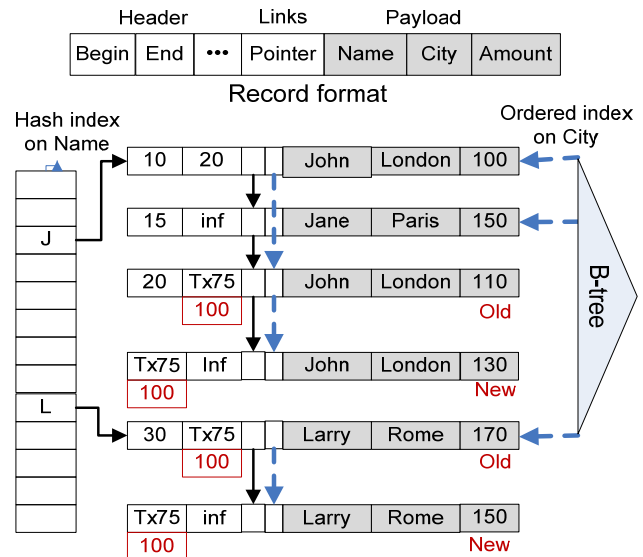 Header Links Payload
Begin End ••• Pointer Name City Amount
Record format
Hash index
on Name
Ordered index
on City
10 20 John London 100
15 inf Jane Paris 150
J
20 Tx75 John London 110
100 Old
B-tree
Tx75 Inf John London 130
100 New
L
30 Tx75 Larry Rome 170
100 Old
Tx75 inf Larry Rome 150
100 New